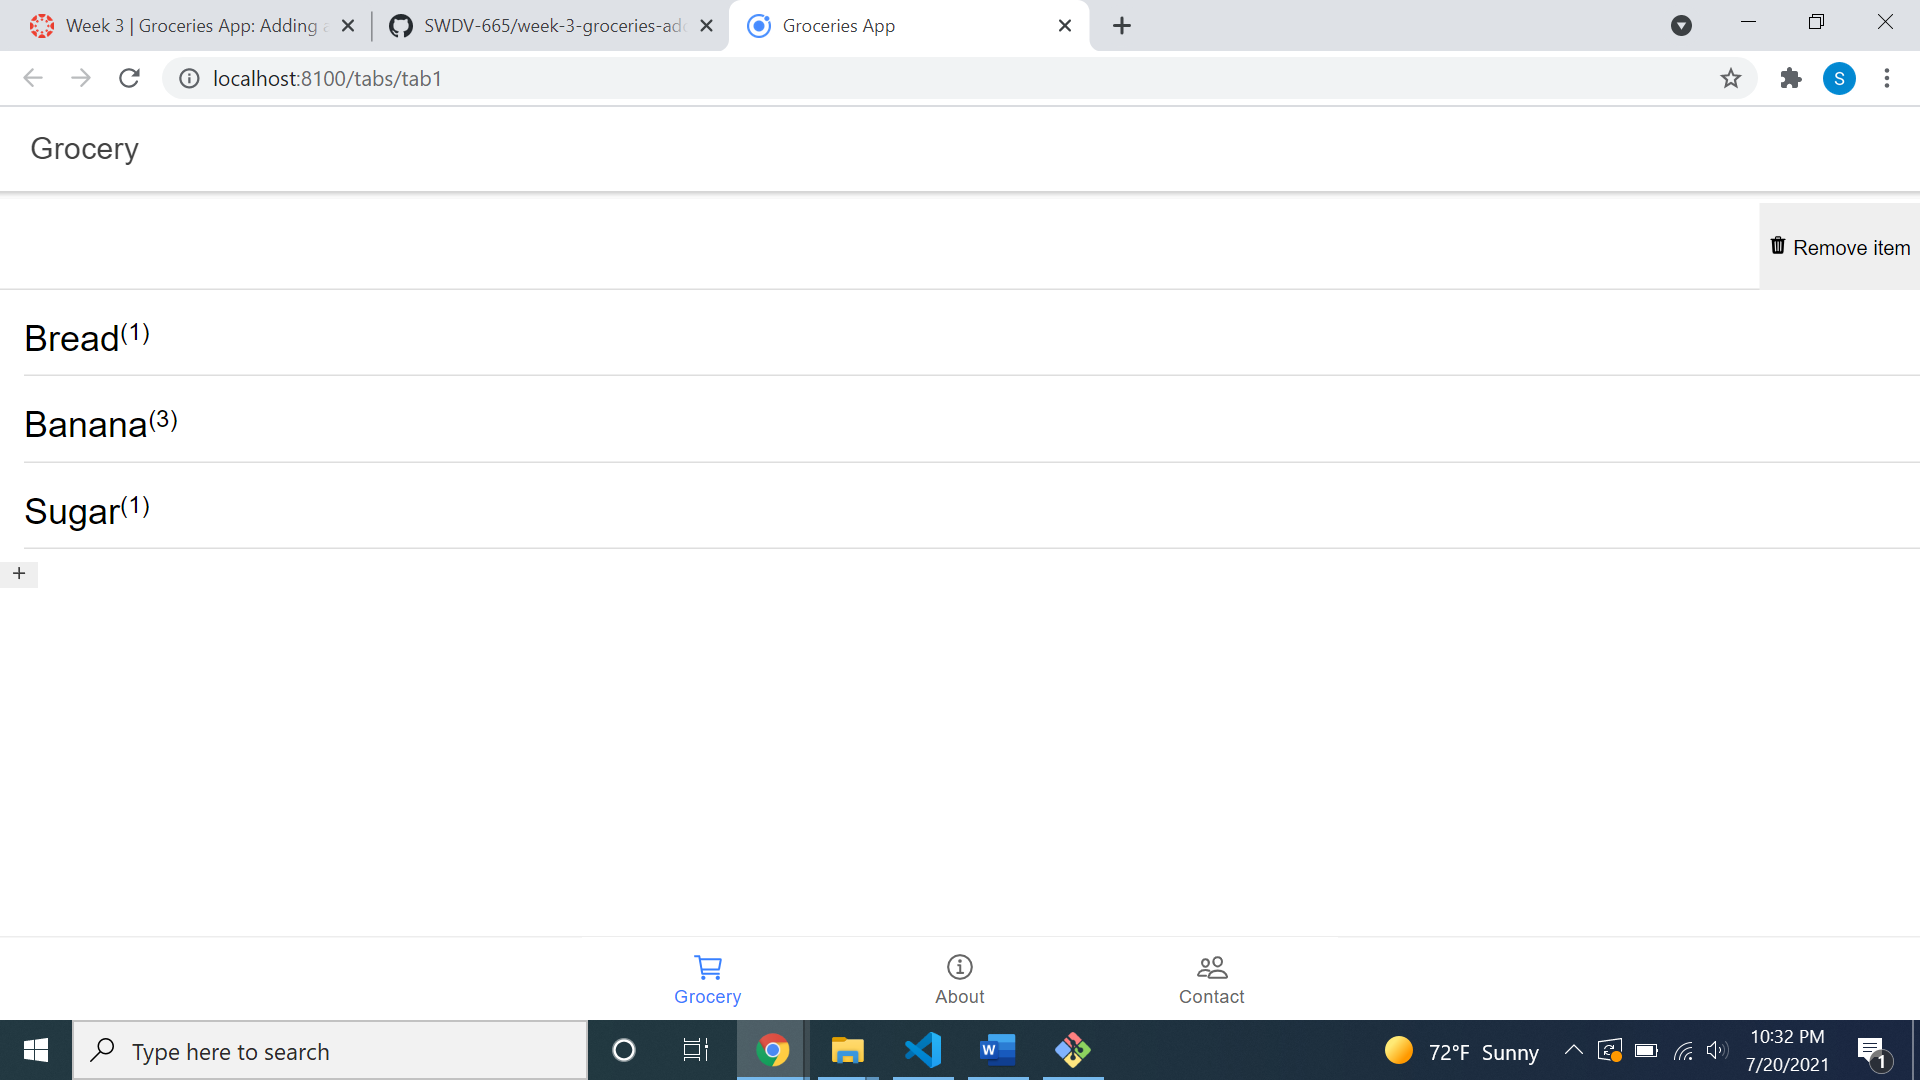 Week 3 | Groceries App: Adding a
SWDV-665/week-3-groceries-add
Groceries App
localhost:8100/tabs/tab1
S
Grocery
Remove item
Bread(1)
Banana(3)
Sugar(1)
+
Grocery
About
Contact
Type here to search
W
72°F Sunny
10:32 PM
7/20/2021
1